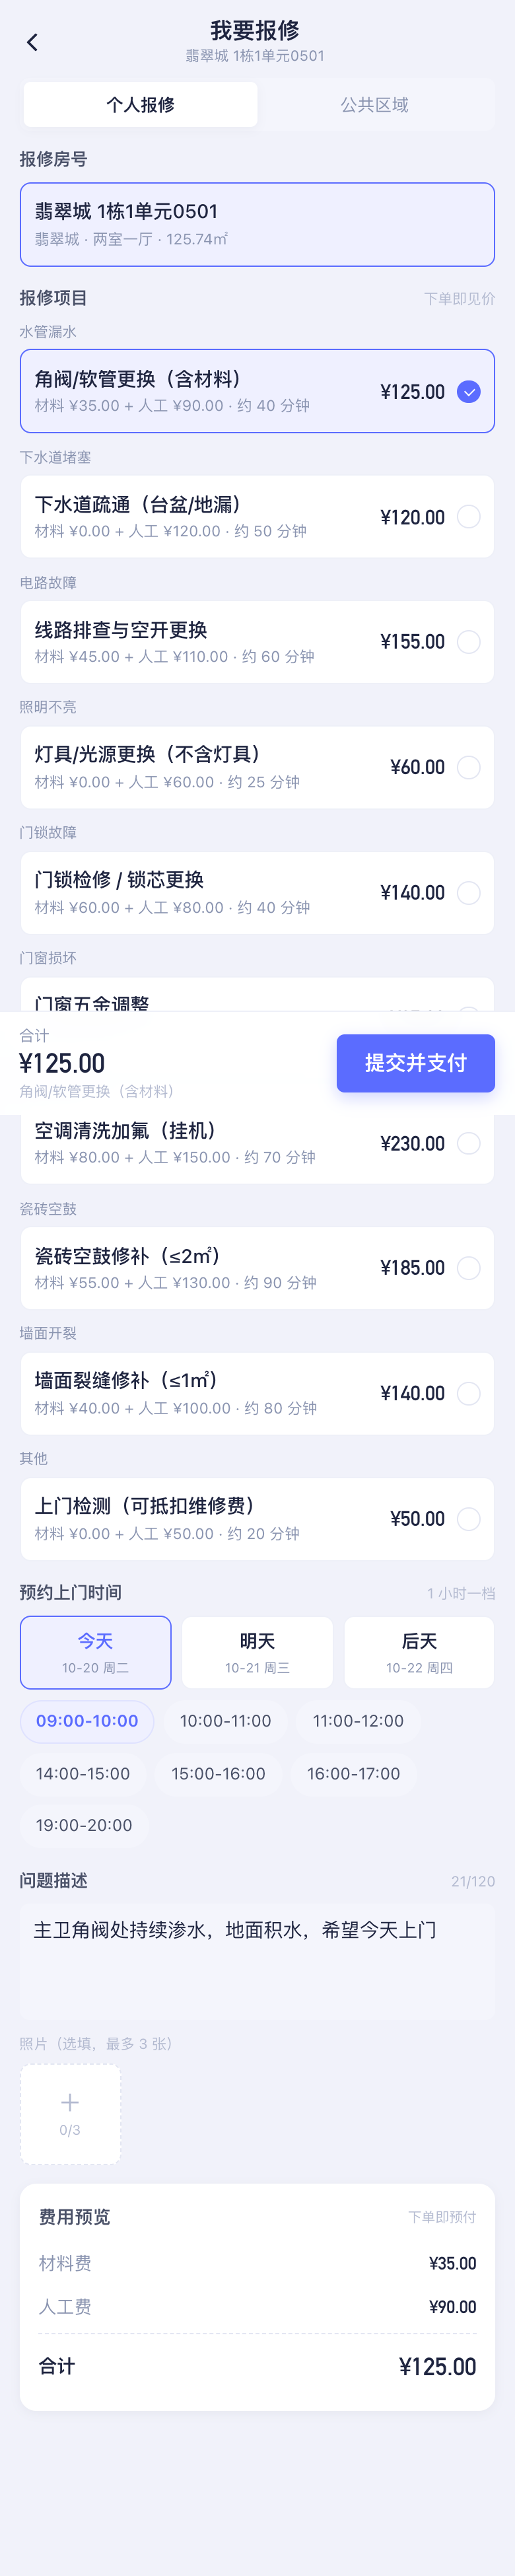 我要报修
翡翠城 1栋1单元0501
个人报修
公共区域
报修房号
翡翠城 1栋1单元0501
翡翠城 · 两室一厅 · 125.74㎡
报修项目
下单即见价
水管漏水
角阀/软管更换（含材料）
¥125.00
材料 ¥35.00 + 人工 ¥90.00 · 约 40 分钟
下水道堵塞
下水道疏通（台盆/地漏）
¥120.00
材料 ¥0.00 + 人工 ¥120.00 · 约 50 分钟
电路故障
线路排查与空开更换
¥155.00
材料 ¥45.00 + 人工 ¥110.00 · 约 60 分钟
照明不亮
灯具/光源更换（不含灯具）
¥60.00
材料 ¥0.00 + 人工 ¥60.00 · 约 25 分钟
门锁故障
门锁检修 / 锁芯更换
¥140.00
材料 ¥60.00 + 人工 ¥80.00 · 约 40 分钟
门窗损坏
门窗五金调整
合计
¥125.00
角阀/软管更换（含材料）
提交并支付
空调清洗加氟（挂机）
¥230.00
材料 ¥80.00 + 人工 ¥150.00 · 约 70 分钟
瓷砖空鼓
瓷砖空鼓修补（≤2㎡）
¥185.00
材料 ¥55.00 + 人工 ¥130.00 · 约 90 分钟
墙面开裂
墙面裂缝修补（≤1㎡）
¥140.00
材料 ¥40.00 + 人工 ¥100.00 · 约 80 分钟
其他
上门检测（可抵扣维修费）
¥50.00
材料 ¥0.00 + 人工 ¥50.00 · 约 20 分钟
预约上门时间
1 小时一档
今天
10-20 周二
明天
10-21 周三
后天
10-22 周四
09:00-10:00
10:00-11:00
11:00-12:00
14:00-15:00
15:00-16:00
16:00-17:00
19:00-20:00
问题描述
21/120
主卫角阀处持续渗水，地面积水，希望今天上门
照片（选填，最多 3 张）
0/3
费用预览
下单即预付
材料费
¥35.00
人工费
¥90.00
合计
¥125.00